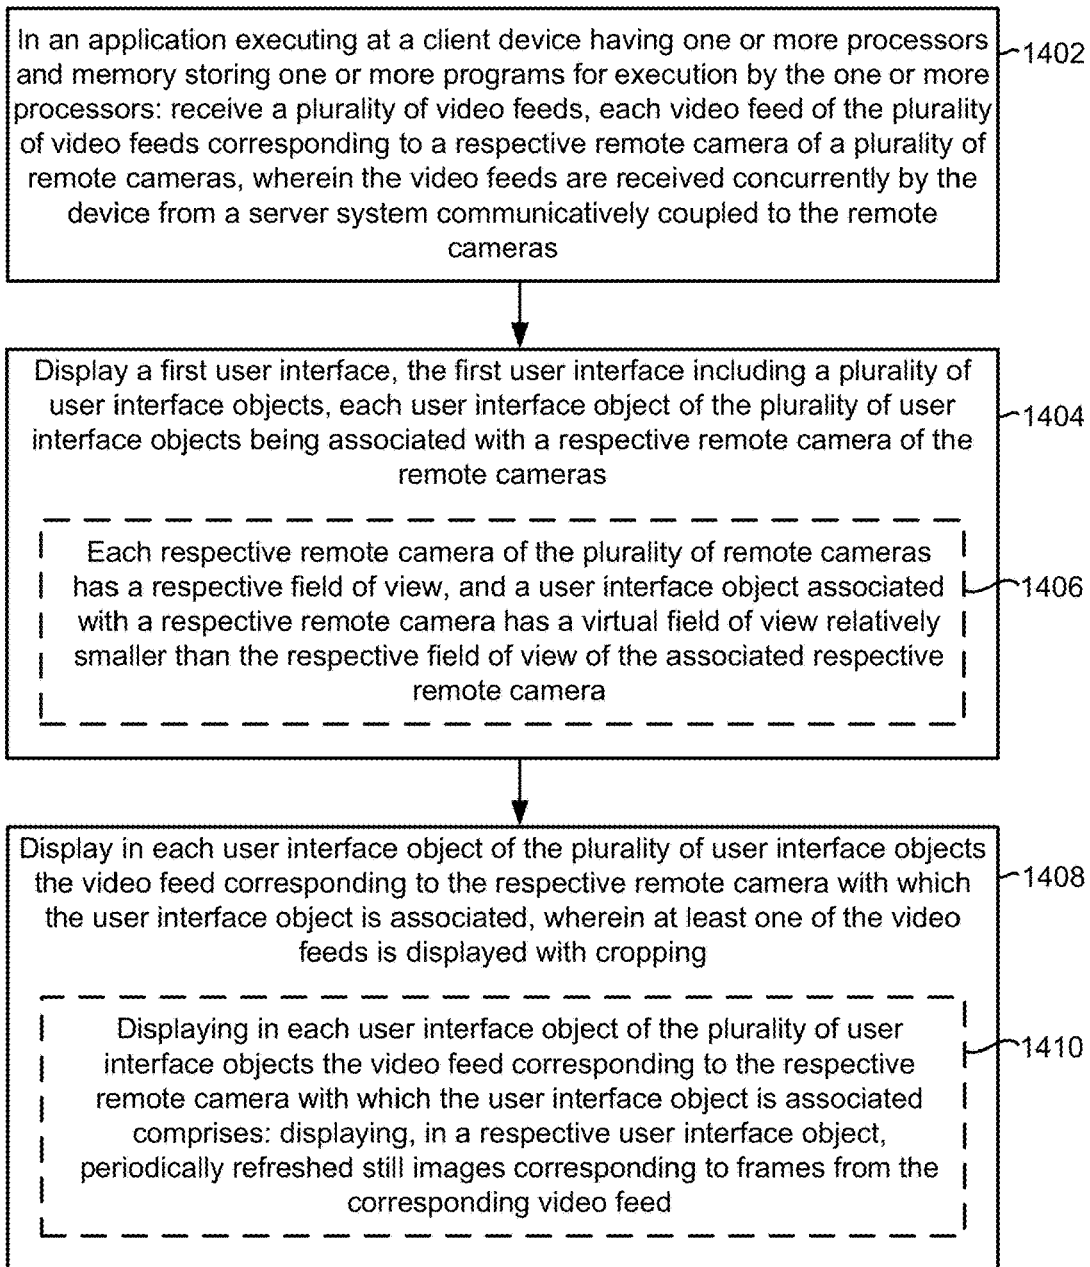 In an application executing at a client device having one or more processors
and memory storing one or more programs for execution by the one or more
processors: receive a plurality of video feeds, each video feed of the plurality
of video feeds corresponding to a respective remote camera of a plurality of
remote cameras, wherein the video feeds are received concurrently by the
device from a server system communicatively coupled to the remote
cameras
1402
Display a first user interface, the first user interface including a plurality of
user interface objects, each user interface object of the plurality of user
interface objects being associated with a respective remote camera of the
remote cameras
1404
Each respective remote camera of the plurality of remote cameras
has a respective field of view, and a user interface object associated
with a respective remote camera has a virtual field of view relatively
smaller than the respective field of view of the associated respective
remote camera
1406
Display in each user interface object of the plurality of user interface objects
the video feed corresponding to the respective remote camera with which
the user interface object is associated, wherein at least one of the video
feeds is displayed with cropping
1408
Displaying in each user interface object of the plurality of user
interface objects the video feed corresponding to the respective
remote camera with which the user interface object is associated
comprises: displaying, in a respective user interface object,
periodically refreshed still images corresponding to frames from the
corresponding video feed
1410